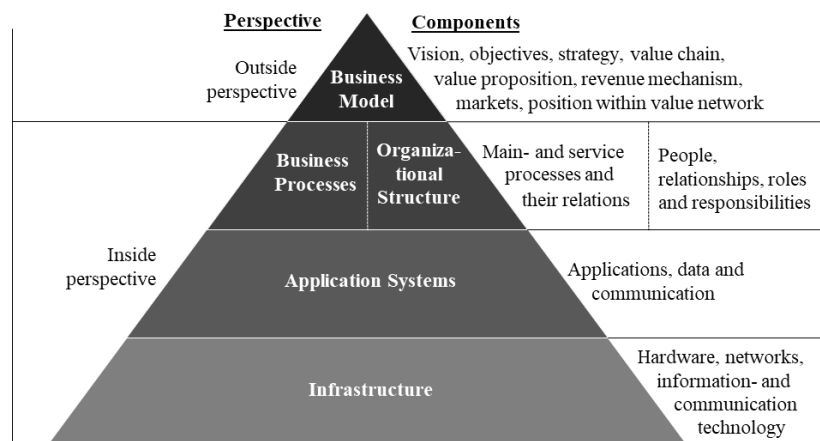 Perspective
Components
Outside
perspective
Business
Model
Vision, objectives, strategy, value chain,
value proposition, revenue mechanism,
markets, position within value network
Business
Processes
Organiza-
tional
Structure
Main- and service
processes and
their relations
People,
relationships, roles
and responsibilities
Inside
perspective
Application Systems
Applications, data and
communication
Infrastructure
Hardware, networks,
information- and
communication
technology